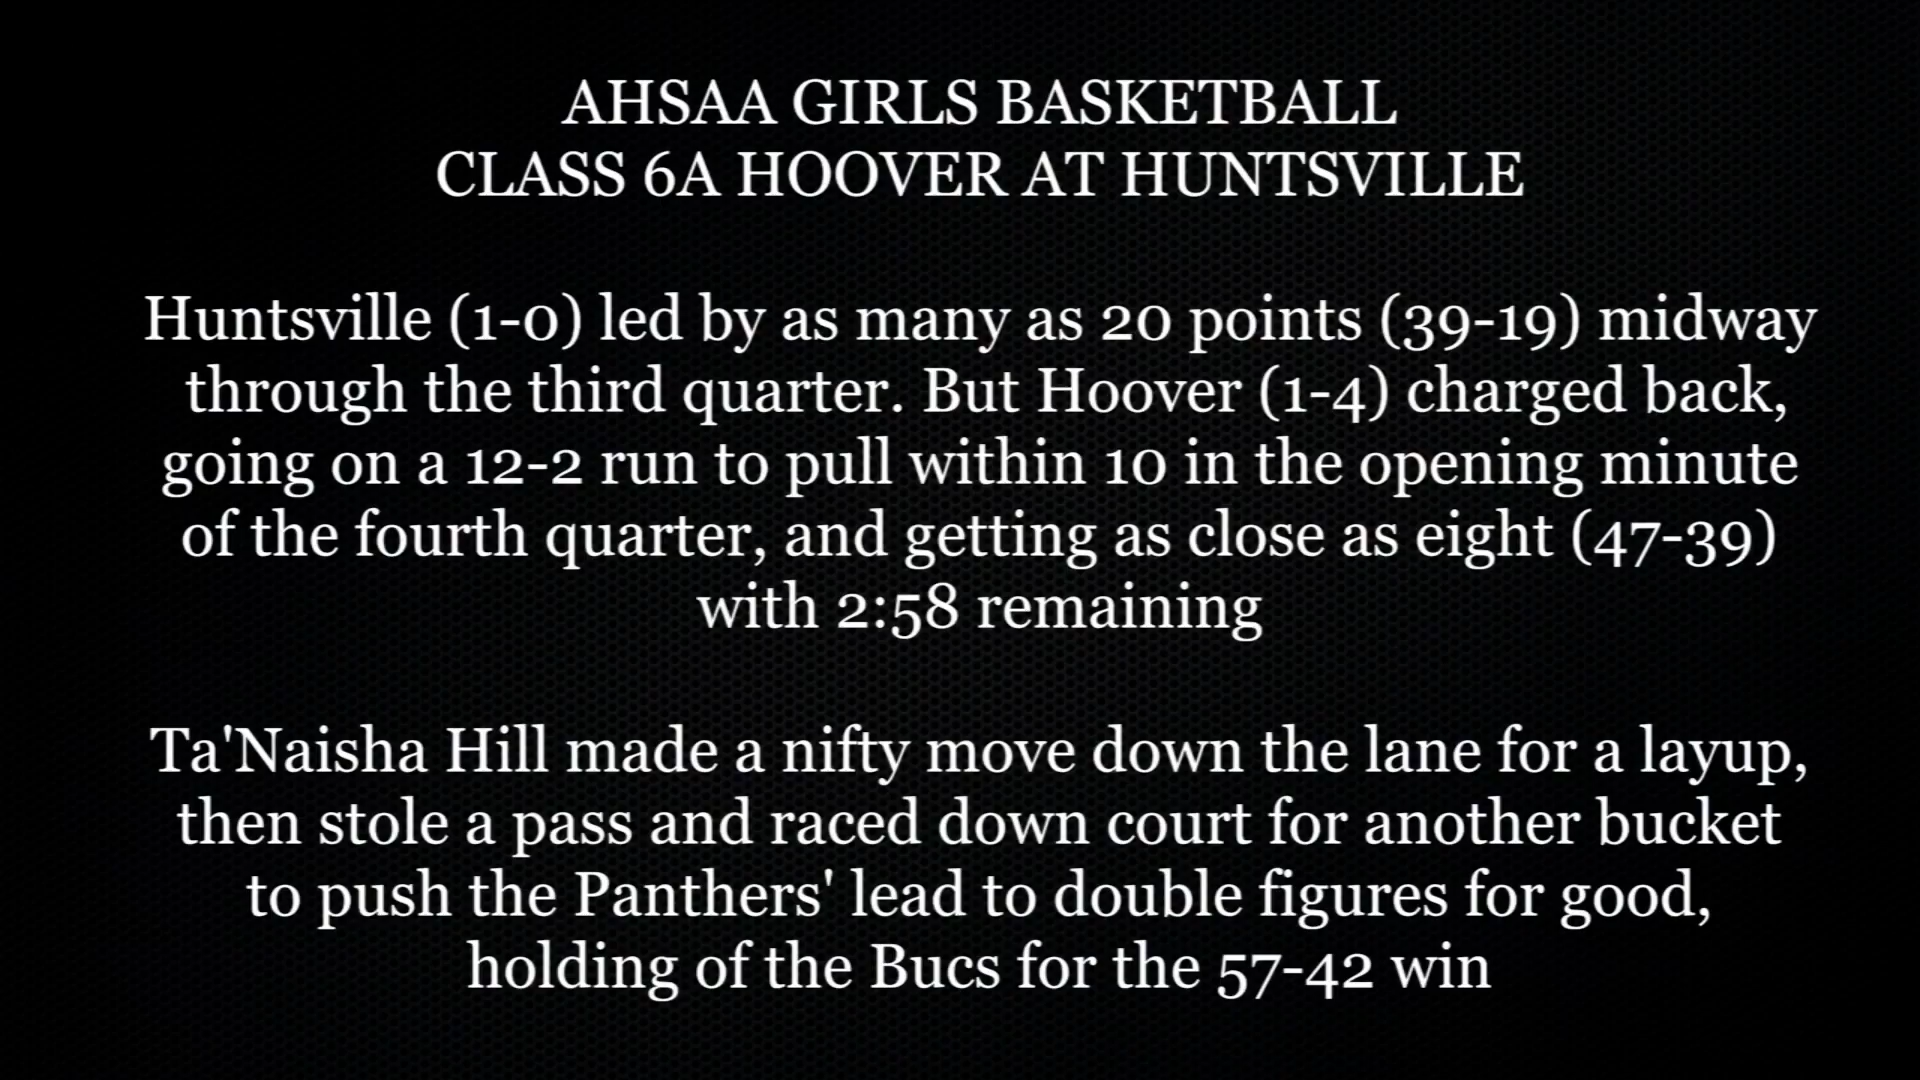 AHSAA GIRLS BASKETBALL
CLASS 6A HOOVER AT HUNTSVILLE
Huntsville (1-0) led by as many as 20 points (39-19) midway
through the third quarter. But Hoover (1-4) charged back,
going on a 12-2 run to pull within 10 in the opening minute
of the fourth quarter, and getting as close as eight (47-39)
with 2:58 remaining
Ta'Naisha Hill made a nifty move down the lane for a layup,
then stole a pass and raced down court for another bucket
to push the Panthers' lead to double figures for good,
holding of the Bucs for the 57-42 win